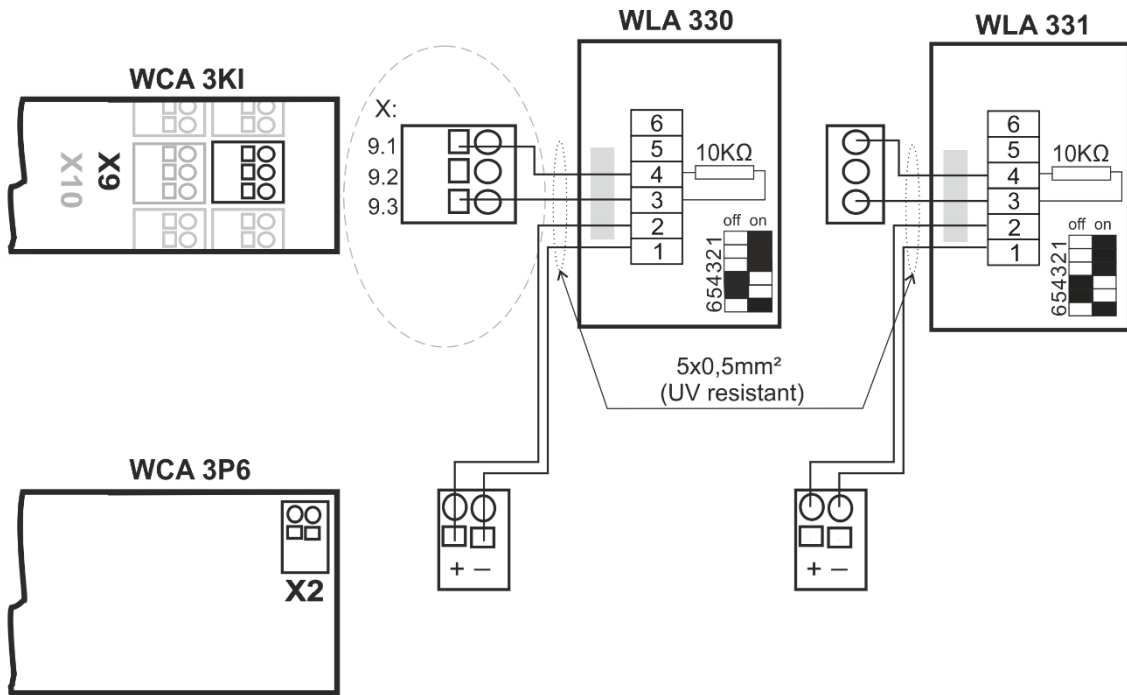 WLA 330
WLA 331
WCA 3KI
X10
X9
X:
9.1
9.2
9.3
6
5
4
3
2
1
10KΩ
off on
654321
6
5
4
3
2
1
10KΩ
off on
654321
5x0,5mm²
(UV resistant)
WCA 3P6
X2
+ –
+ –